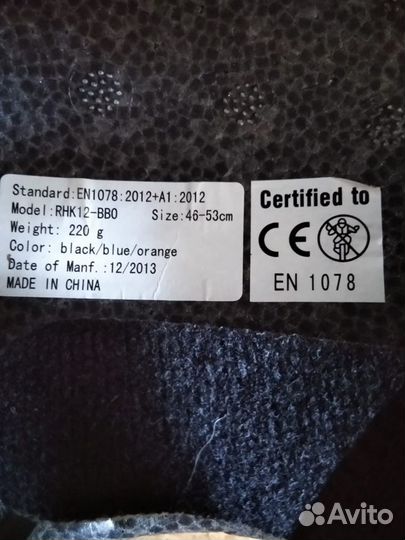 Standard:EN1078:2012+A1:2012
Model:RHK12-BBO Size:46-53cm
Weight: 220 g
Color: black/blue/orange
Date of Manf.:12/2013
MADE IN CHINA
Certified to
CE
EN 1078
Avito